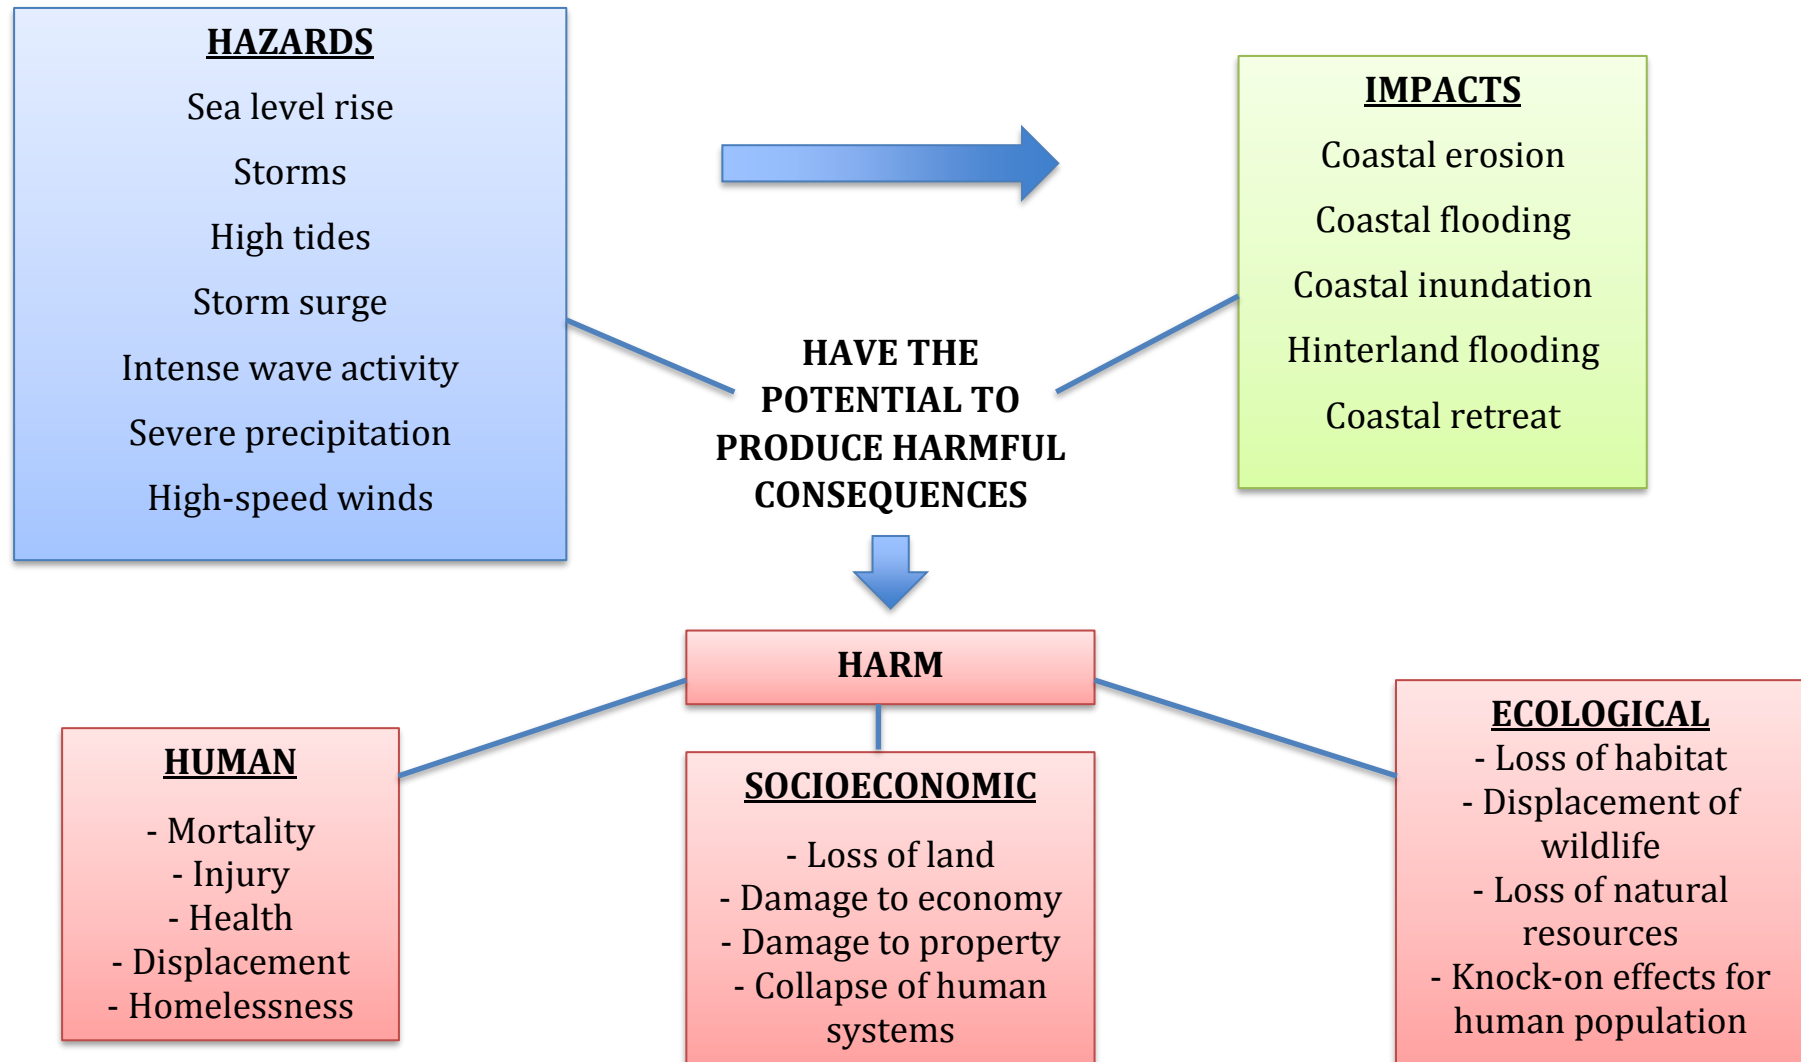 HAZARDS
Sea level rise
Storms
High tides
Storm surge
Intense wave activity
Severe precipitation
High-speed winds
IMPACTS
Coastal erosion
Coastal flooding
Coastal inundation
Hinterland flooding
Coastal retreat
HAVE THE
POTENTIAL TO
PRODUCE HARMFUL
CONSEQUENCES
HARM
HUMAN
- Mortality
- Injury
- Health
- Displacement
- Homelessness
SOCIOECONOMIC
- Loss of land
- Damage to economy
- Damage to property
- Collapse of human
systems
ECOLOGICAL
- Loss of habitat
- Displacement of
wildlife
- Loss of natural
resources
- Knock-on effects for
human population